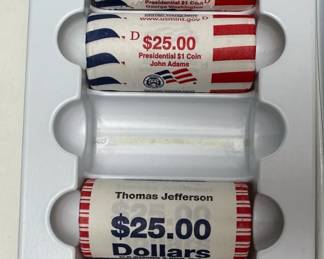 Presidential $1 Coin
George Washington
www.usmint.gov D
D $25.00
Presidential $1 Coin
John Adams
Thomas Jefferson
$25.00
Dollars